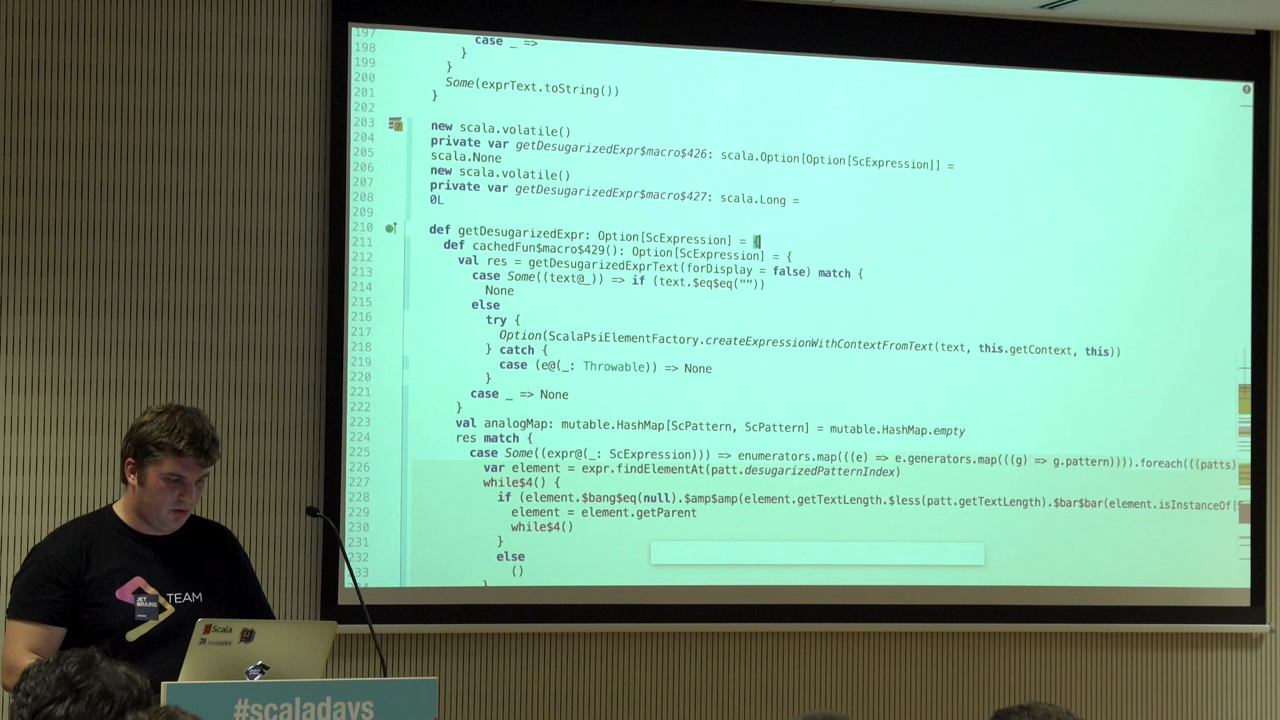 197
198 case _ =>
199 }
200 }
201 Some(exprText.toString())
202 }
203
204 new scala.volatile()
205 private var getDesugarizedExpr$macro$426: scala.Option[Option[ScExpression]] =
206 scala.None
207 new scala.volatile()
208 private var getDesugarizedExpr$macro$427: scala.Long =
209 0L
210
211 def getDesugarizedExpr: Option[ScExpression] = {
212 def cachedFun$macro$429(): Option[ScExpression] = {
213 val res = getDesugarizedExprText(forDisplay = false) match {
214 case Some((text@_)) => if (text.$eq$eq(""))
215 None
216 else
217 try {
218 Option(ScalaPsiElementFactory.createExpressionWithContextFromText(text, this.getContext, this))
219 } catch {
220 case (e@(_: Throwable)) => None
221 }
222 case _ => None
223 }
224 val analogMap: mutable.HashMap[ScPattern, ScPattern] = mutable.HashMap.empty
225 res match {
226 case Some((expr@(_: ScExpression))) => enumerators.map(((e) => e.generators.map(((g) => g.pattern)))).foreach(((patts)
227 var element = expr.findElementAt(patt.desugarizedPatternIndex)
228 while$4() {
229 if (element.$bang$eq(null).$amp$amp(element.getTextLength.$less(patt.getTextLength).$bar$bar(element.isInstanceOf[
230 element = element.getParent
231 while$4()
232 }
233 else
()
}
JET
BRAINS
TEAM
Scala
IntelliJIDEA
#scaladays